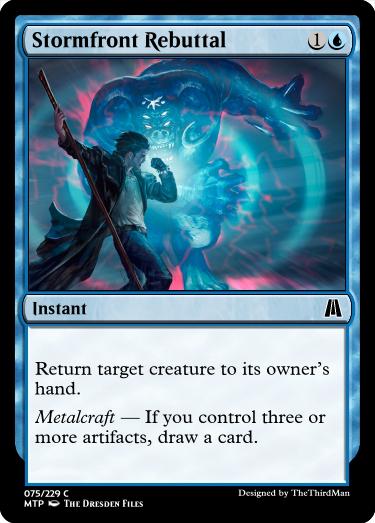 Stormfront Rebuttal 1
Instant
Return target creature to its owner's
hand.
Metalcraft — If you control three or
more artifacts, draw a card.
075/229 C
Designed by TheThirdMan
MTP The Dresden Files